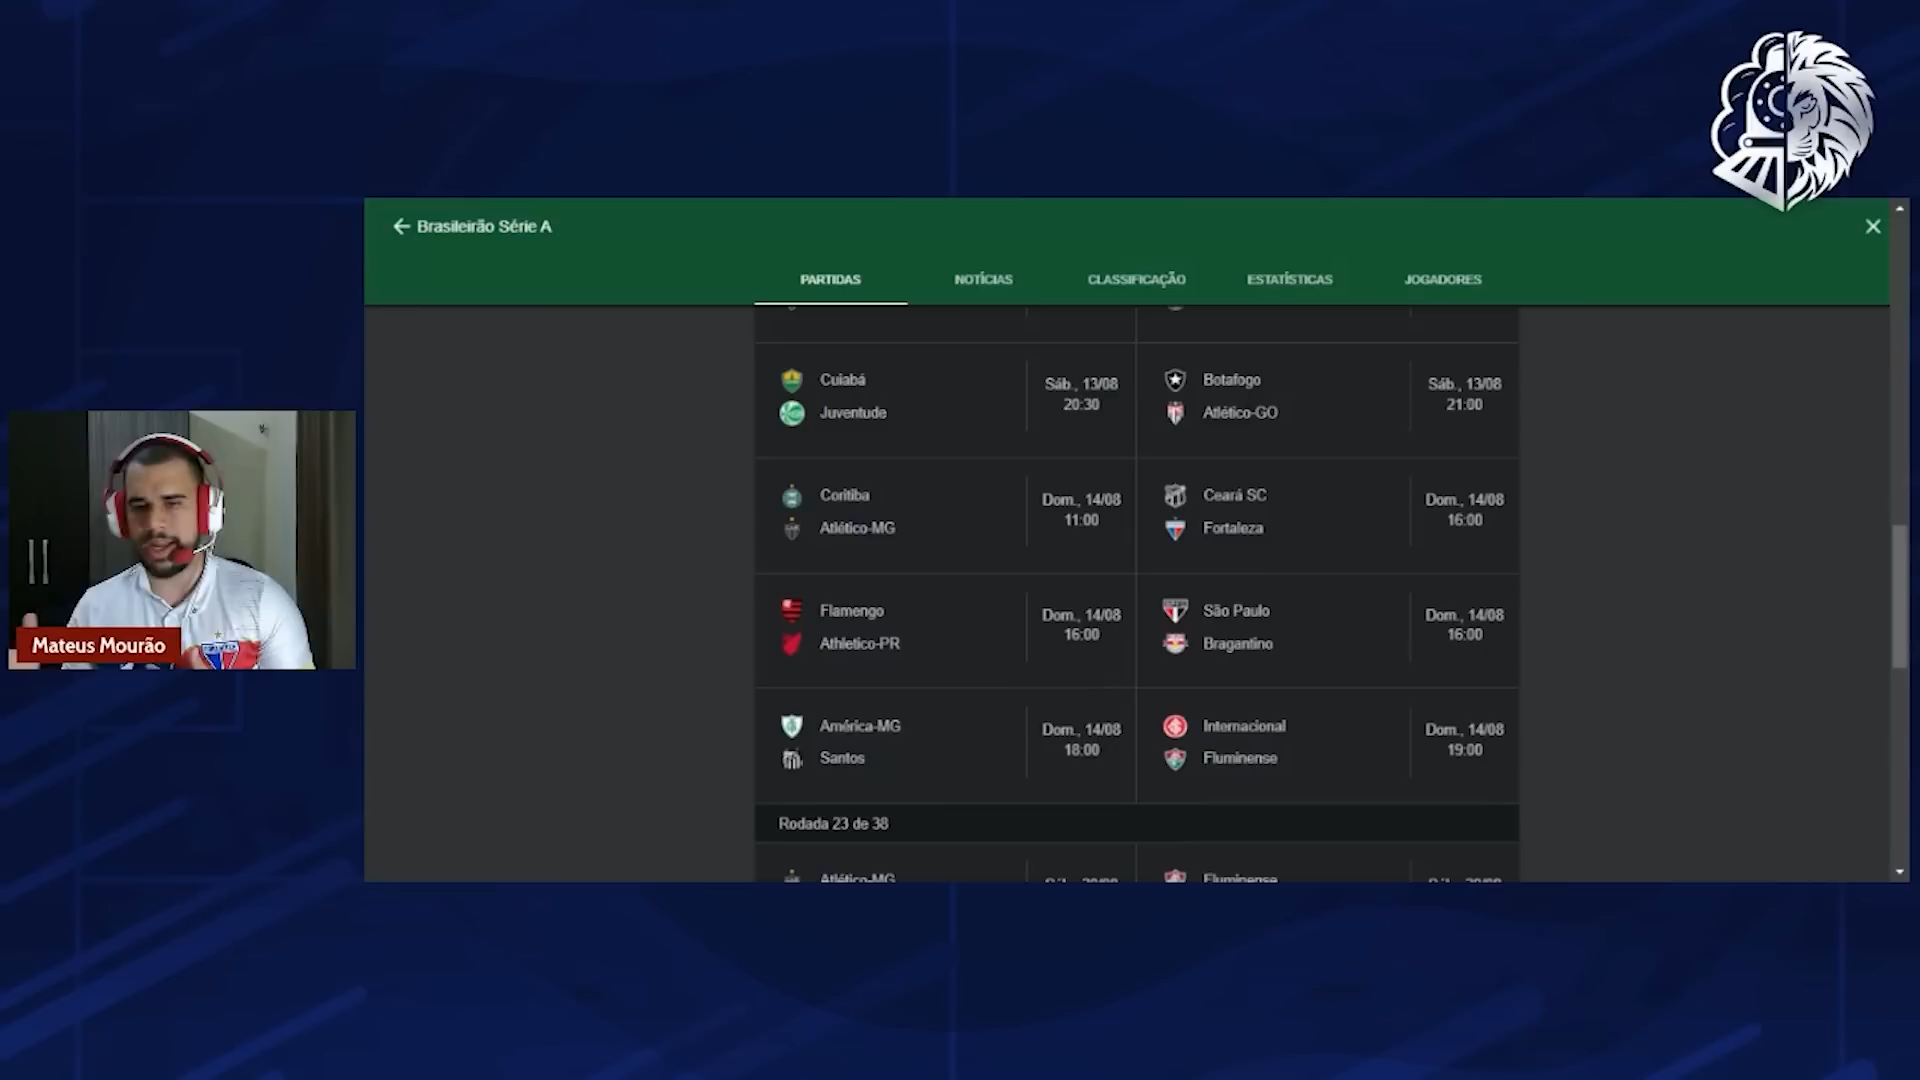 Brasileirão Série A
PARTIDAS
NOTÍCIAS
CLASSIFICAÇÃO
ESTATÍSTICAS
JOGADORES
Cuiabá
Juventude
Sáb., 13/08
20:30
Botafogo
Atlético-GO
Sáb., 13/08
21:00
Coritiba
Atlético-MG
Dom., 14/08
11:00
Ceará SC
Fortaleza
Dom., 14/08
16:00
Flamengo
Athletico-PR
Dom., 14/08
16:00
São Paulo
Bragantino
Dom., 14/08
16:00
América-MG
Santos
Dom., 14/08
18:00
Internacional
Fluminense
Dom., 14/08
19:00
Rodada 23 de 38
Atlético-MG
Fluminense
Mateus Mourão